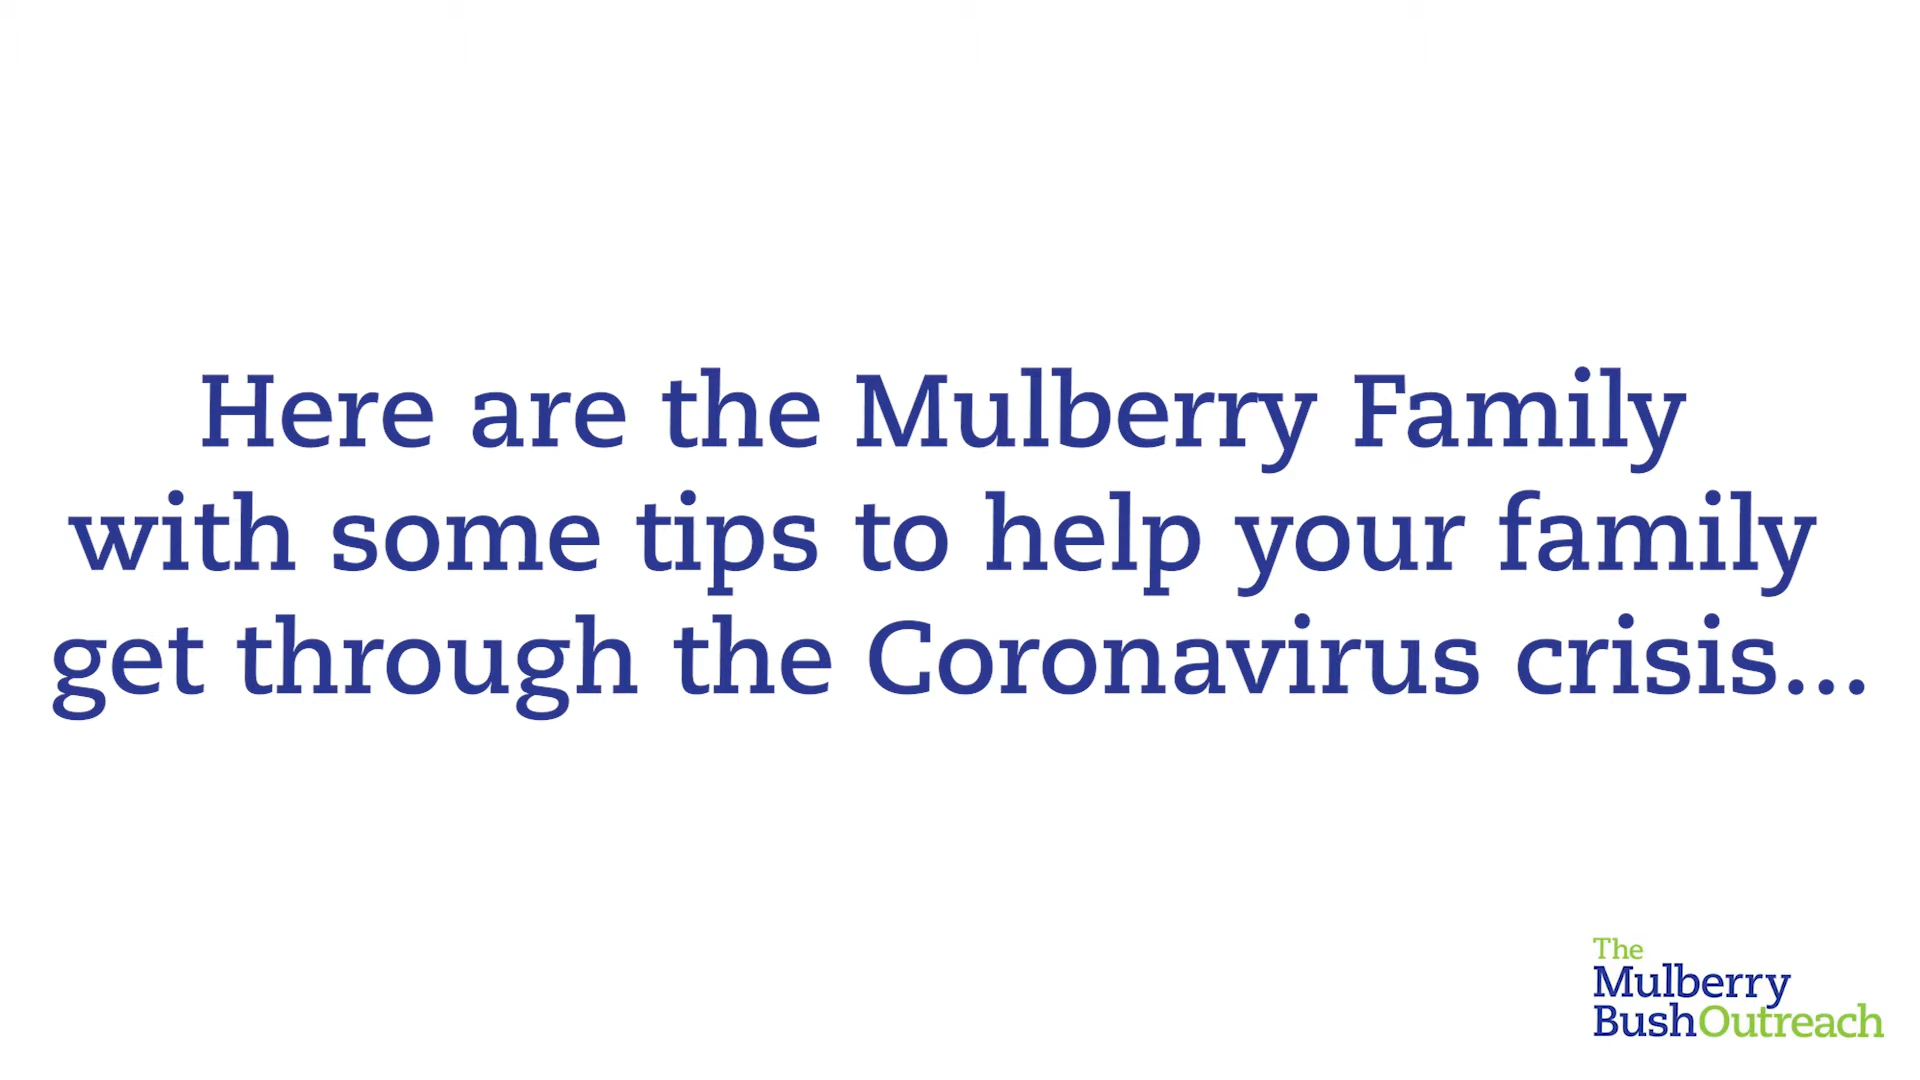 Here are the Mulberry Family
with some tips to help your family
get through the Coronavirus crisis...
The
Mulberry
BushOutreach